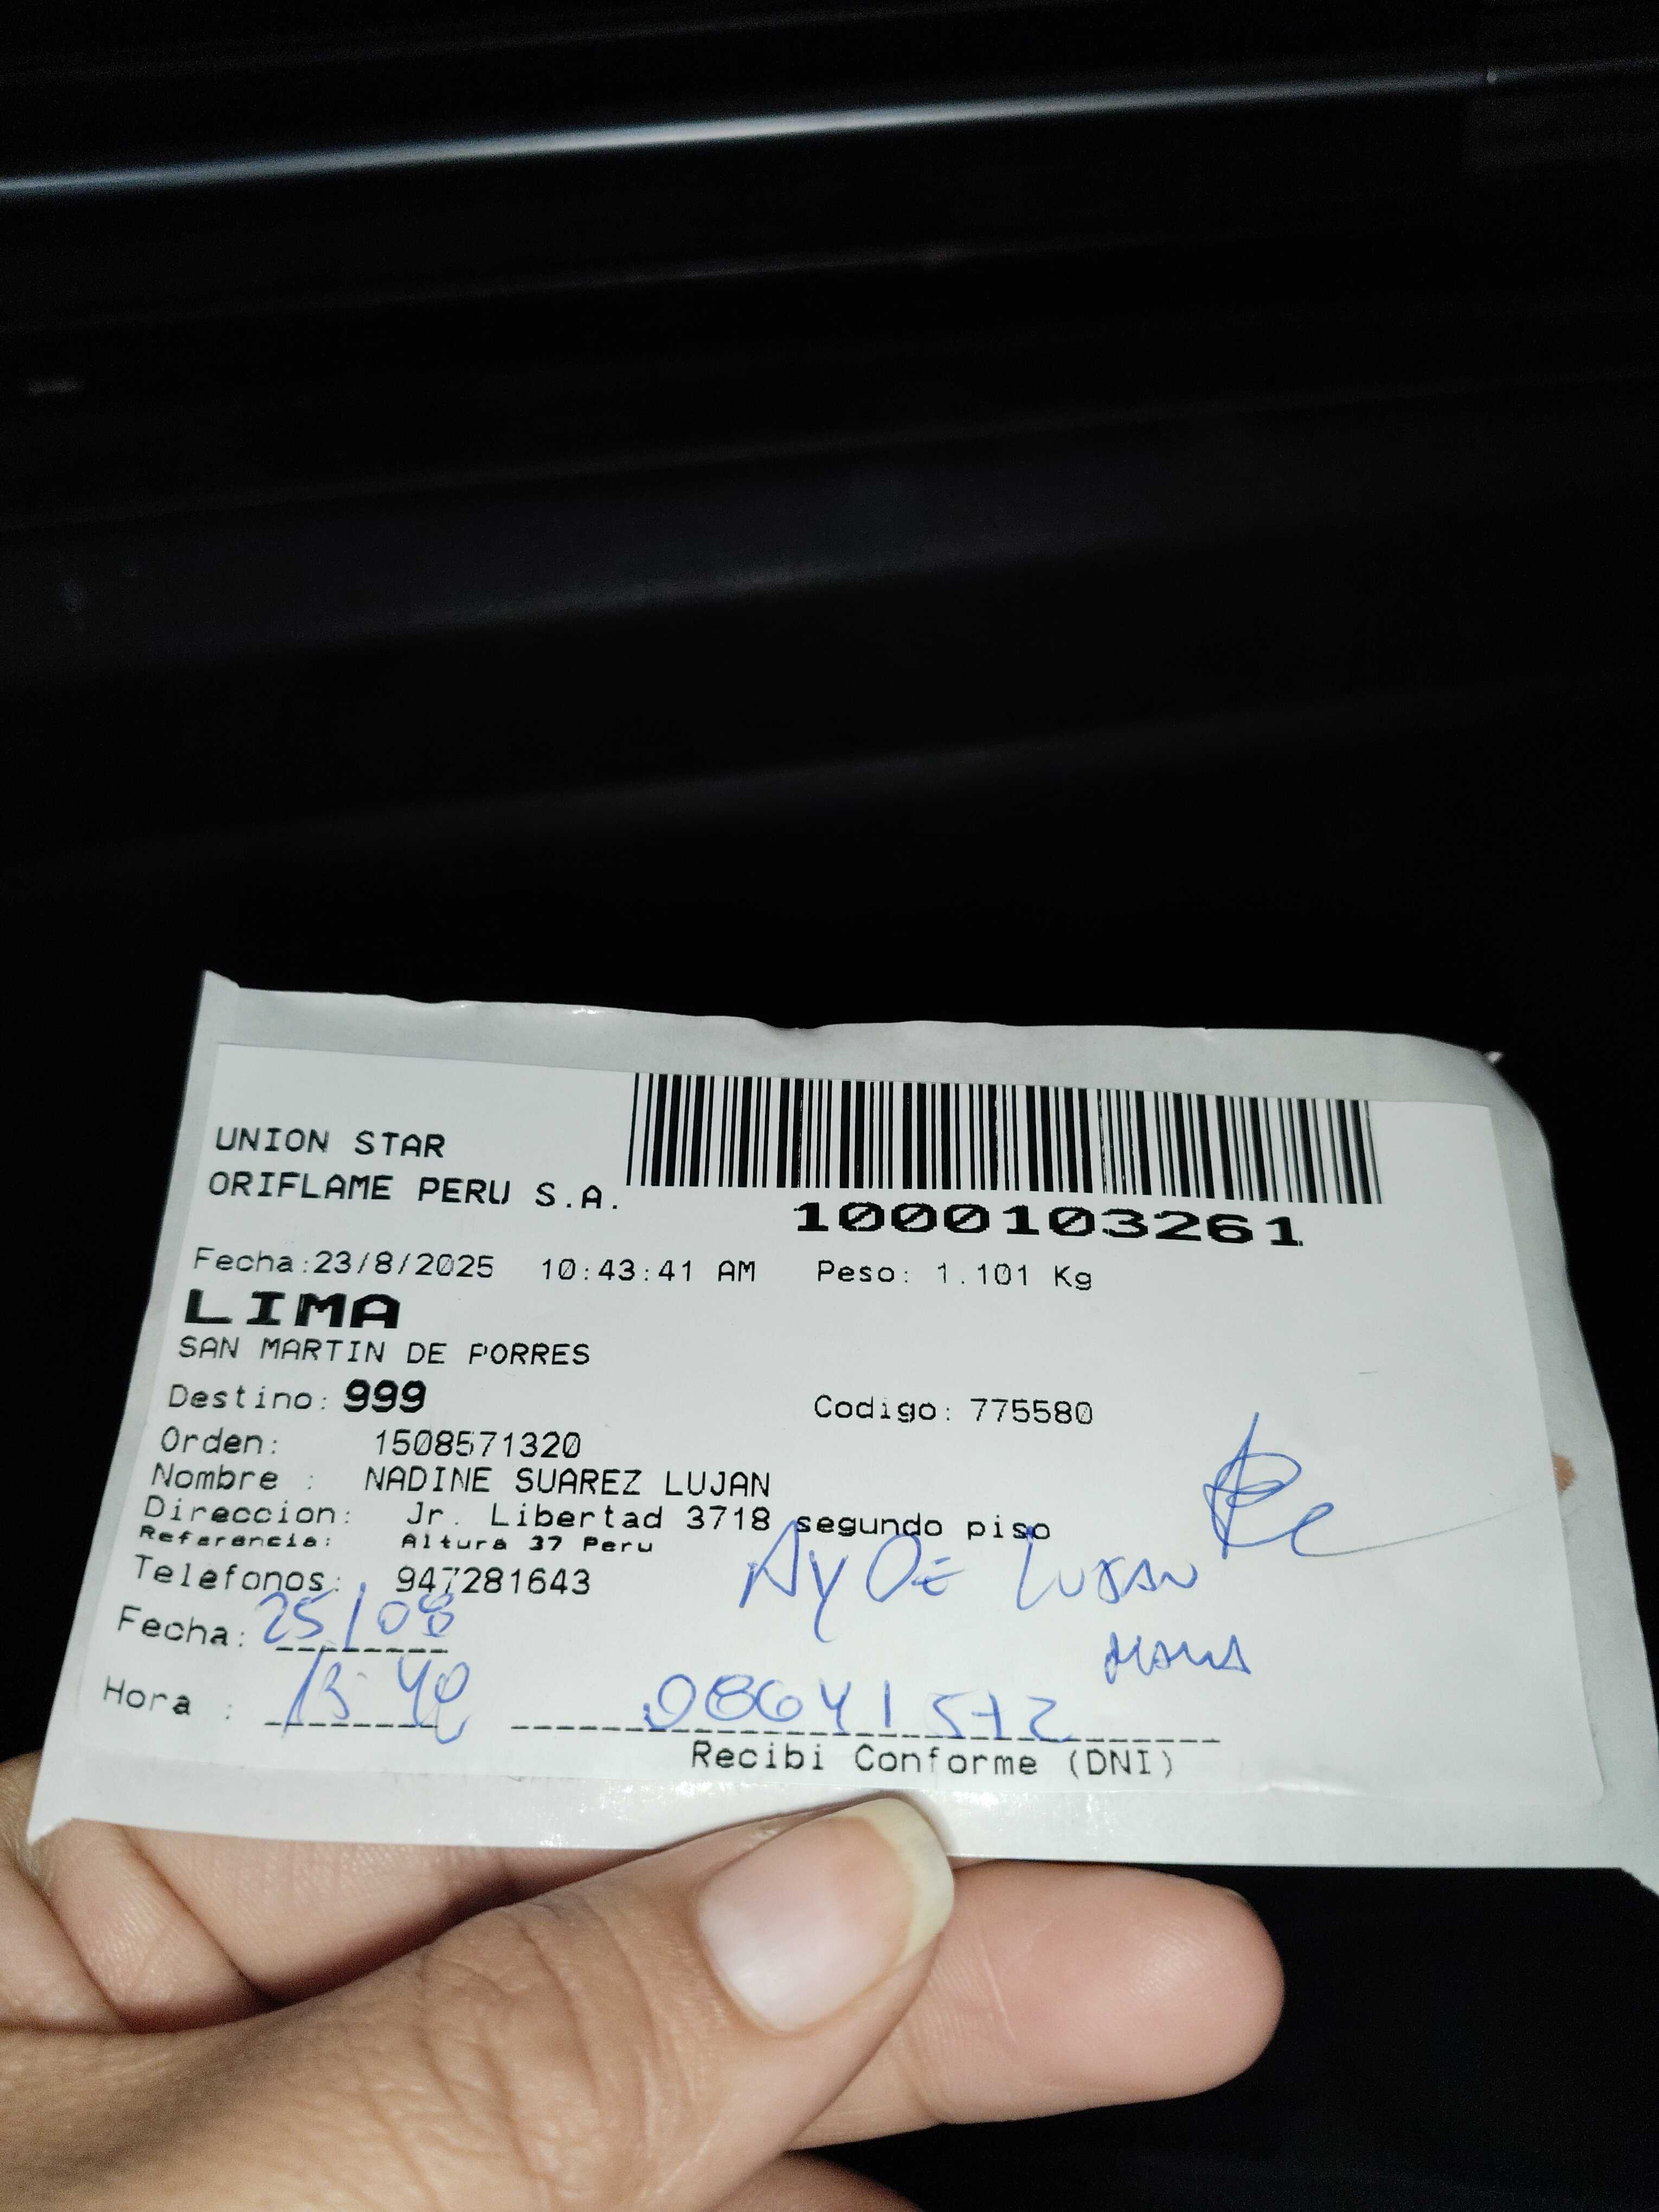 UNION STAR
ORIFLAME PERU S.A.
1000103261
Fecha:23/8/2025 10:43:41 AM Peso: 1.101 Kg
LIMA
SAN MARTIN DE PORRES
Destino: 999 Codigo: 775580
Orden: 1508571320
Nombre : NADINE SUAREZ LUJAN
Direccion: Jr. Libertad 3718 segundo piso
Referencia: Altura 37 Peru
Telefonos: 947281643
AYDE LUJAN
Fecha: 25/08
Hora : 13:40
08641572
Recibi Conforme (DNI)